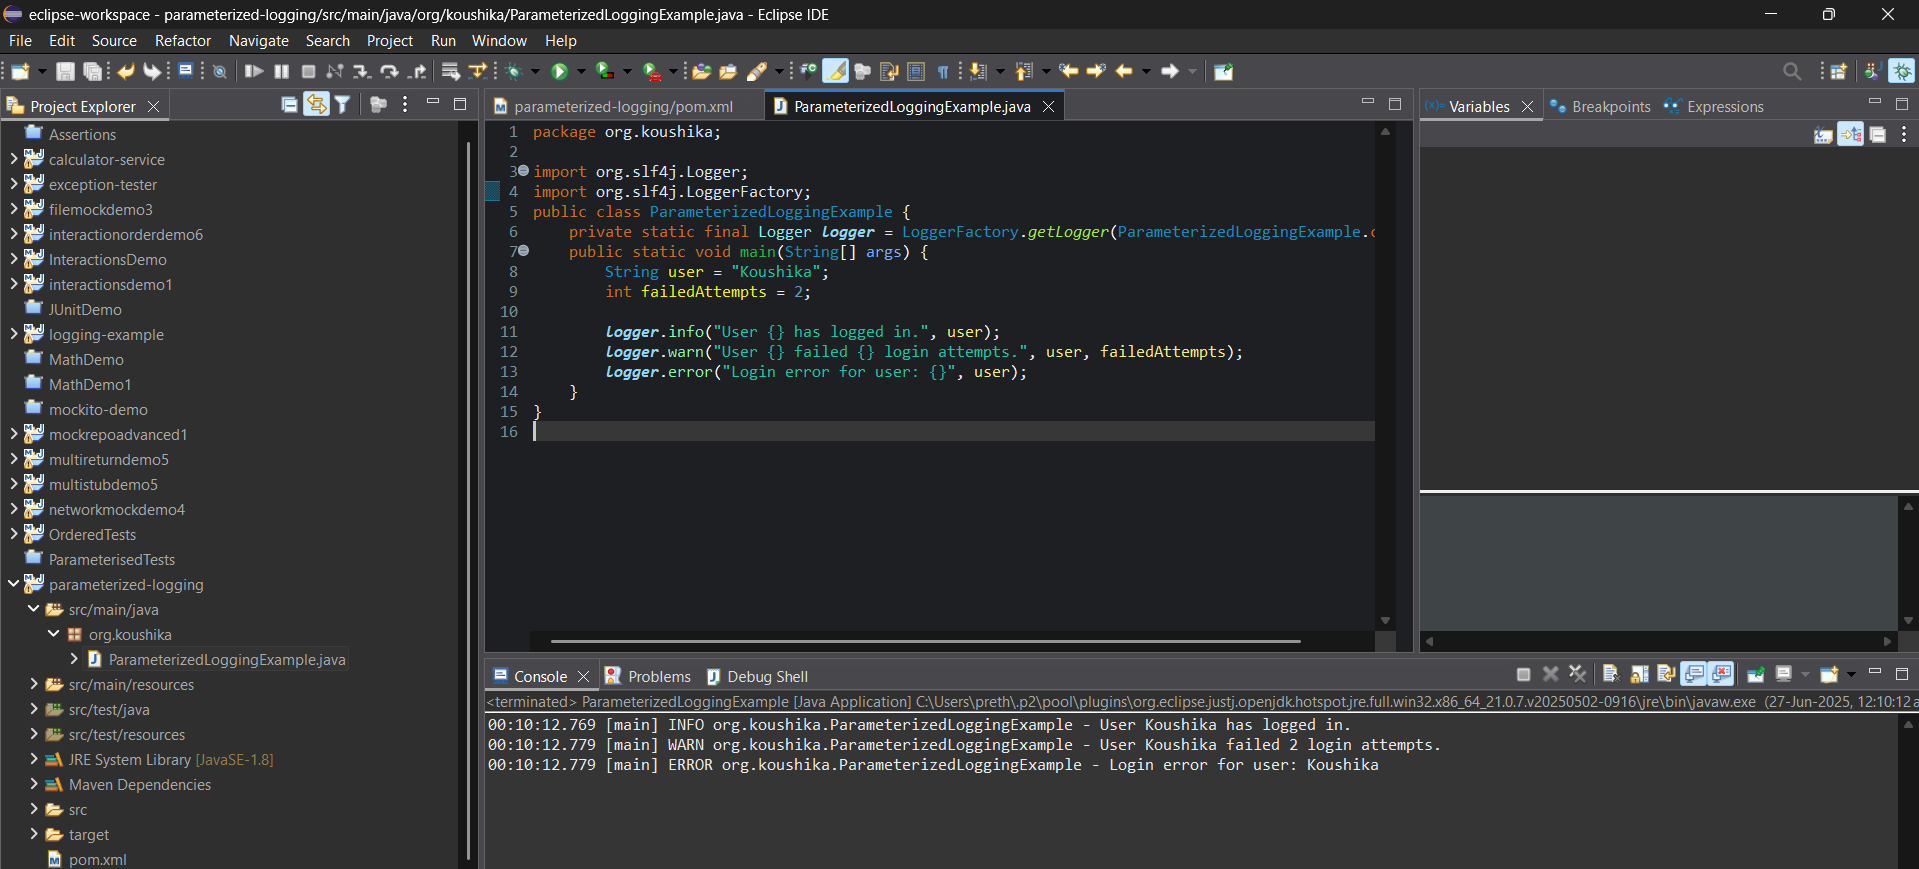 eclipse-workspace - parameterized-logging/src/main/java/org/koushika/ParameterizedLoggingExample.java - Eclipse IDE
File Edit Source Refactor Navigate Search Project Run Window Help
Project Explorer
Assertions
calculator-service
exception-tester
filemockdemo3
interactionorderdemo6
InteractionsDemo
interactionsdemo1
JUnitDemo
logging-example
MathDemo
MathDemo1
mockito-demo
mockrepoadvanced1
multireturndemo5
multistubdemo5
networkmockdemo4
OrderedTests
ParameterisedTests
parameterized-logging
src/main/java
org.koushika
ParameterizedLoggingExample.java
src/main/resources
src/test/java
src/test/resources
JRE System Library [JavaSE-1.8]
Maven Dependencies
src
target
pom.xml
parameterized-logging/pom.xml
ParameterizedLoggingExample.java
1 package org.koushika;
2
3 import org.slf4j.Logger;
4 import org.slf4j.LoggerFactory;
5 public class ParameterizedLoggingExample {
6 private static final Logger logger = LoggerFactory.getLogger(ParameterizedLoggingExample.c
7 public static void main(String[] args) {
8 String user = "Koushika";
9 int failedAttempts = 2;
10
11 logger.info("User {} has logged in.", user);
12 logger.warn("User {} failed {} login attempts.", user, failedAttempts);
13 logger.error("Login error for user: {}", user);
14 }
15 }
16
(x)= Variables
Breakpoints
Expressions
Console
Problems
Debug Shell
<terminated> ParameterizedLoggingExample [Java Application] C:\Users\preth\.p2\pool\plugins\org.eclipse.justj.openjdk.hotspot.jre.full.win32.x86_64_21.0.7.v20250502-0916\jre\bin\javaw.exe (27-Jun-2025, 12:10:12 a
00:10:12.769 [main] INFO org.koushika.ParameterizedLoggingExample - User Koushika has logged in.
00:10:12.779 [main] WARN org.koushika.ParameterizedLoggingExample - User Koushika failed 2 login attempts.
00:10:12.779 [main] ERROR org.koushika.ParameterizedLoggingExample - Login error for user: Koushika